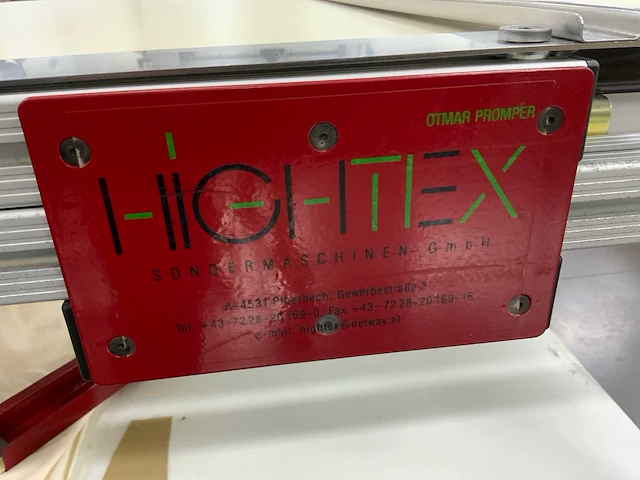 OTMAR PROMPER
HIGHTEX
SONDERMASCHINEN-GmbH
A-4531 Piberbach, Gewerbestraße 2
Tel. +43-7228-20169-0, Fax +43-7228-20169-16
e-mail: hightex@netway.at